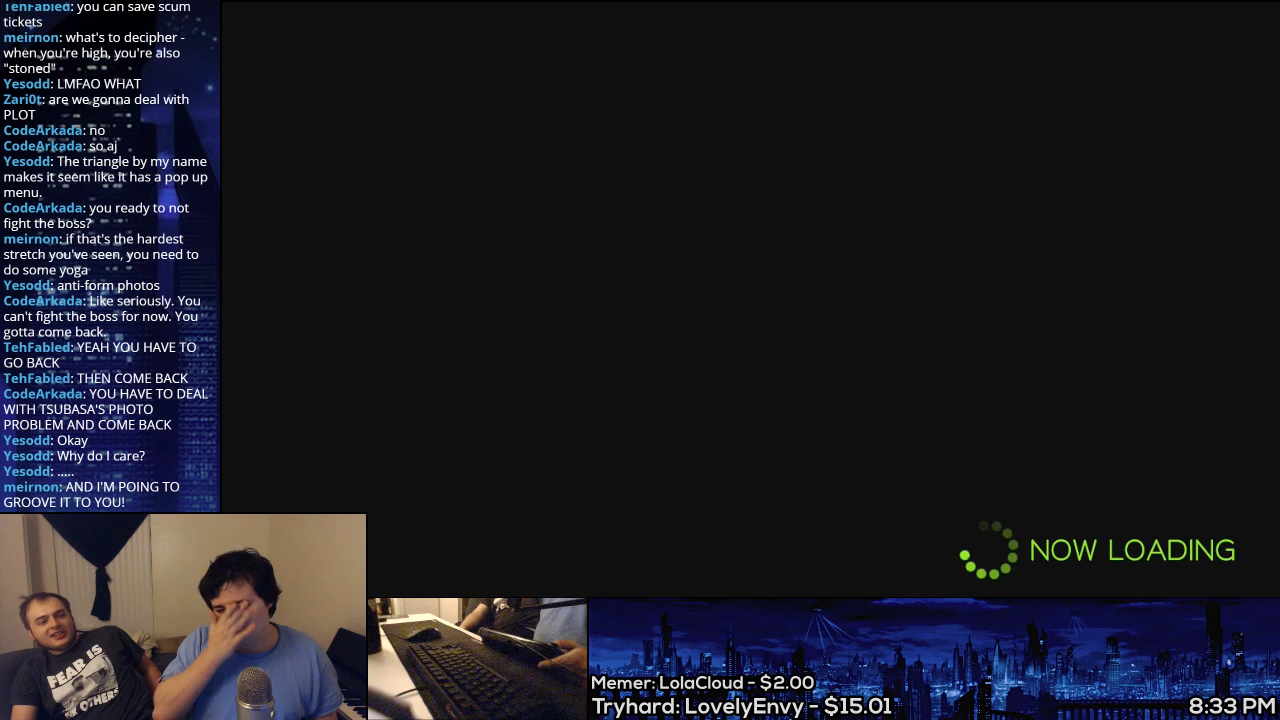 TehFabled: you can save scum
tickets
meirnon: what's to decipher -
when you're high, you're also
"stoned"
Yesodd: LMFAO WHAT
Zari0t: are we gonna deal with
PLOT
CodeArkada: no
CodeArkada: so aj
Yesodd: The triangle by my name
makes it seem like it has a pop up
menu.
CodeArkada: you ready to not
fight the boss?
meirnon: if that's the hardest
stretch you've seen, you need to
do some yoga
Yesodd: anti-form photos
CodeArkada: Like seriously. You
can't fight the boss for now. You
gotta come back.
TehFabled: YEAH YOU HAVE TO
GO BACK
TehFabled: THEN COME BACK
CodeArkada: YOU HAVE TO DEAL
WITH TSUBASA'S PHOTO
PROBLEM AND COME BACK
Yesodd: Okay
Yesodd: Why do I care?
Yesodd: .....
meirnon: AND I'M POING TO
GROOVE IT TO YOU!
NOW LOADING
FEAR IS
FOR OTHERS
Memer: LolaCloud - $2.00
Tryhard: LovelyEnvy - $15.01
8:33 PM